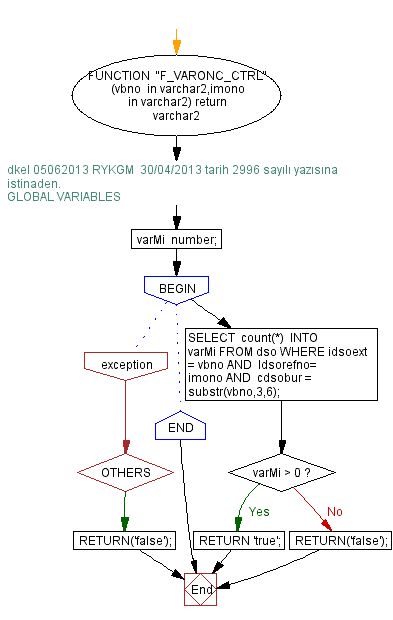 FUNCTION "F_VARONC_CTRL"
(vbno in varchar2,imono
in varchar2) return
varchar2
dkel 05062013 RYKGM 30/04/2013 tarih 2996 sayılı yazısına
istinaden.
GLOBAL VARIABLES
varMi number;
BEGIN
SELECT count(*) INTO
varMi FROM dso WHERE idsoext
= vbno AND Idsorefno=
imono AND cdsobur =
substr(vbno,3,6);
exception
END
OTHERS
varMi > 0 ?
Yes
No
RETURN('false');
RETURN 'true';
RETURN('false');
End